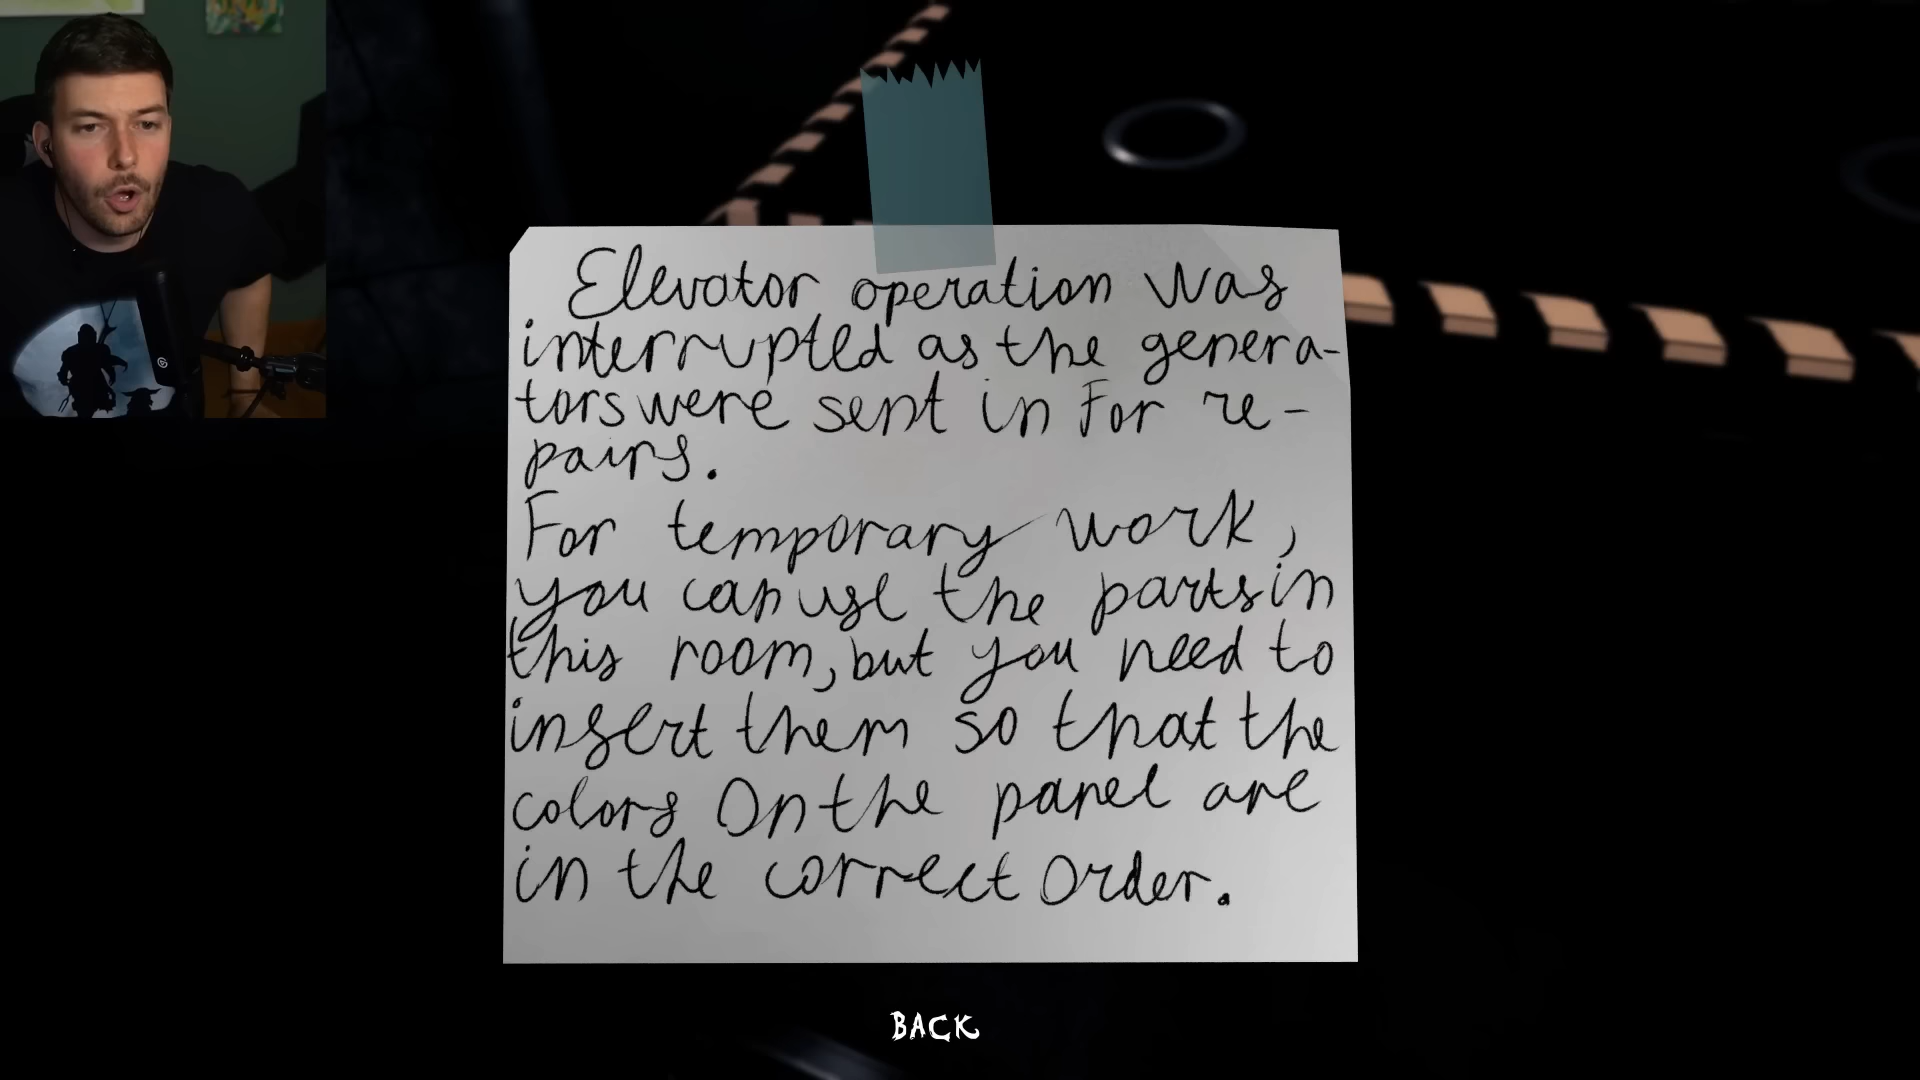 Elevator operation was
interrupted as the genera-
tors were sent in for re-
pairs.
For temporary work,
you can use the parts in
this room, but you need to
insert them so that the
colors On the panel are
in the correct Order.
BACK